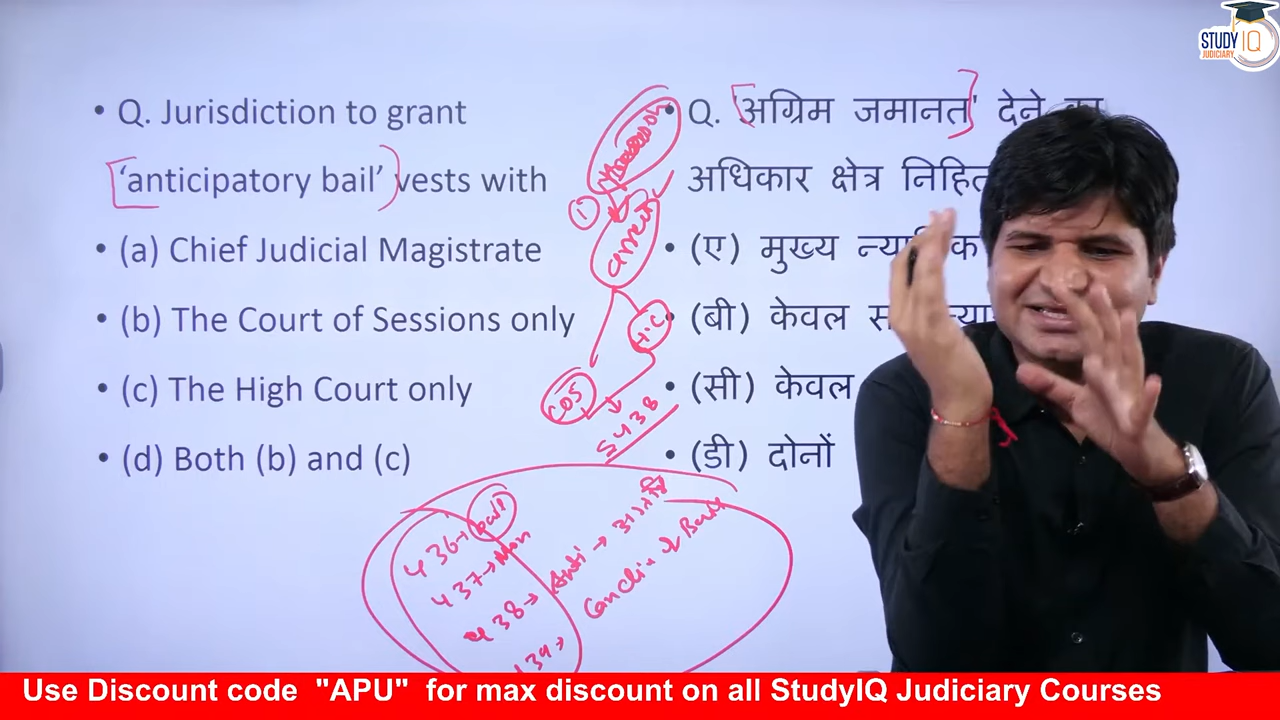 STUDY IQ
JUDICIARY
• Q. Jurisdiction to grant
‘anticipatory bail’ vests with
• (a) Chief Judicial Magistrate
• (b) The Court of Sessions only
• (c) The High Court only
• (d) Both (b) and (c)
• Q. 'अग्रिम जमानत' देने का
अधिकार क्षेत्र निहित
• (ए) मुख्य
• (बी) केवल
• (सी) केवल
• (डी) दोनों
arrest
H.C
COS
S 438
436→ bail
437→ Non
438→ Anti →
439→
Use Discount code "APU" for max discount on all StudyIQ Judiciary Courses